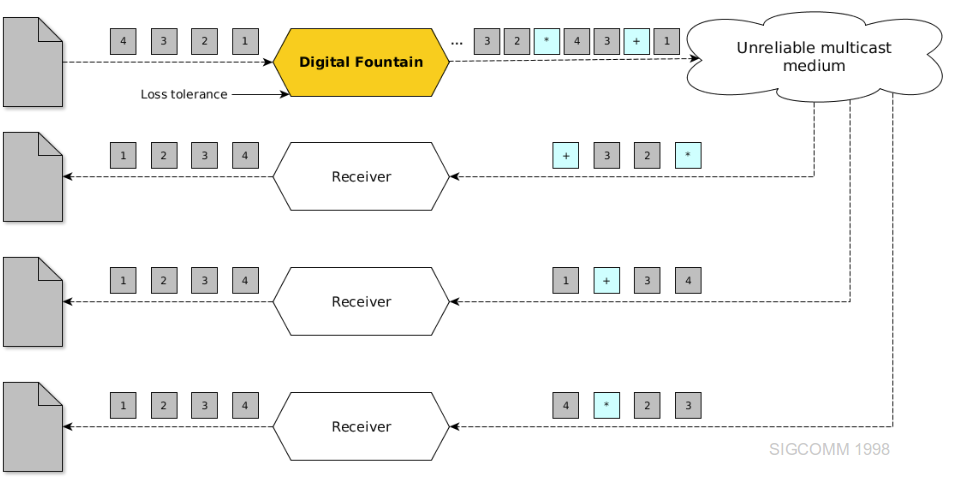 4 3 2 1
Digital Fountain
... 3 2 * 4 3 + 1
Unreliable multicast
medium
Loss tolerance
1 2 3 4
Receiver
+ 3 2 *
1 2 3 4
Receiver
1 + 3 4
1 2 3 4
Receiver
4 * 2 3
SIGCOMM 1998